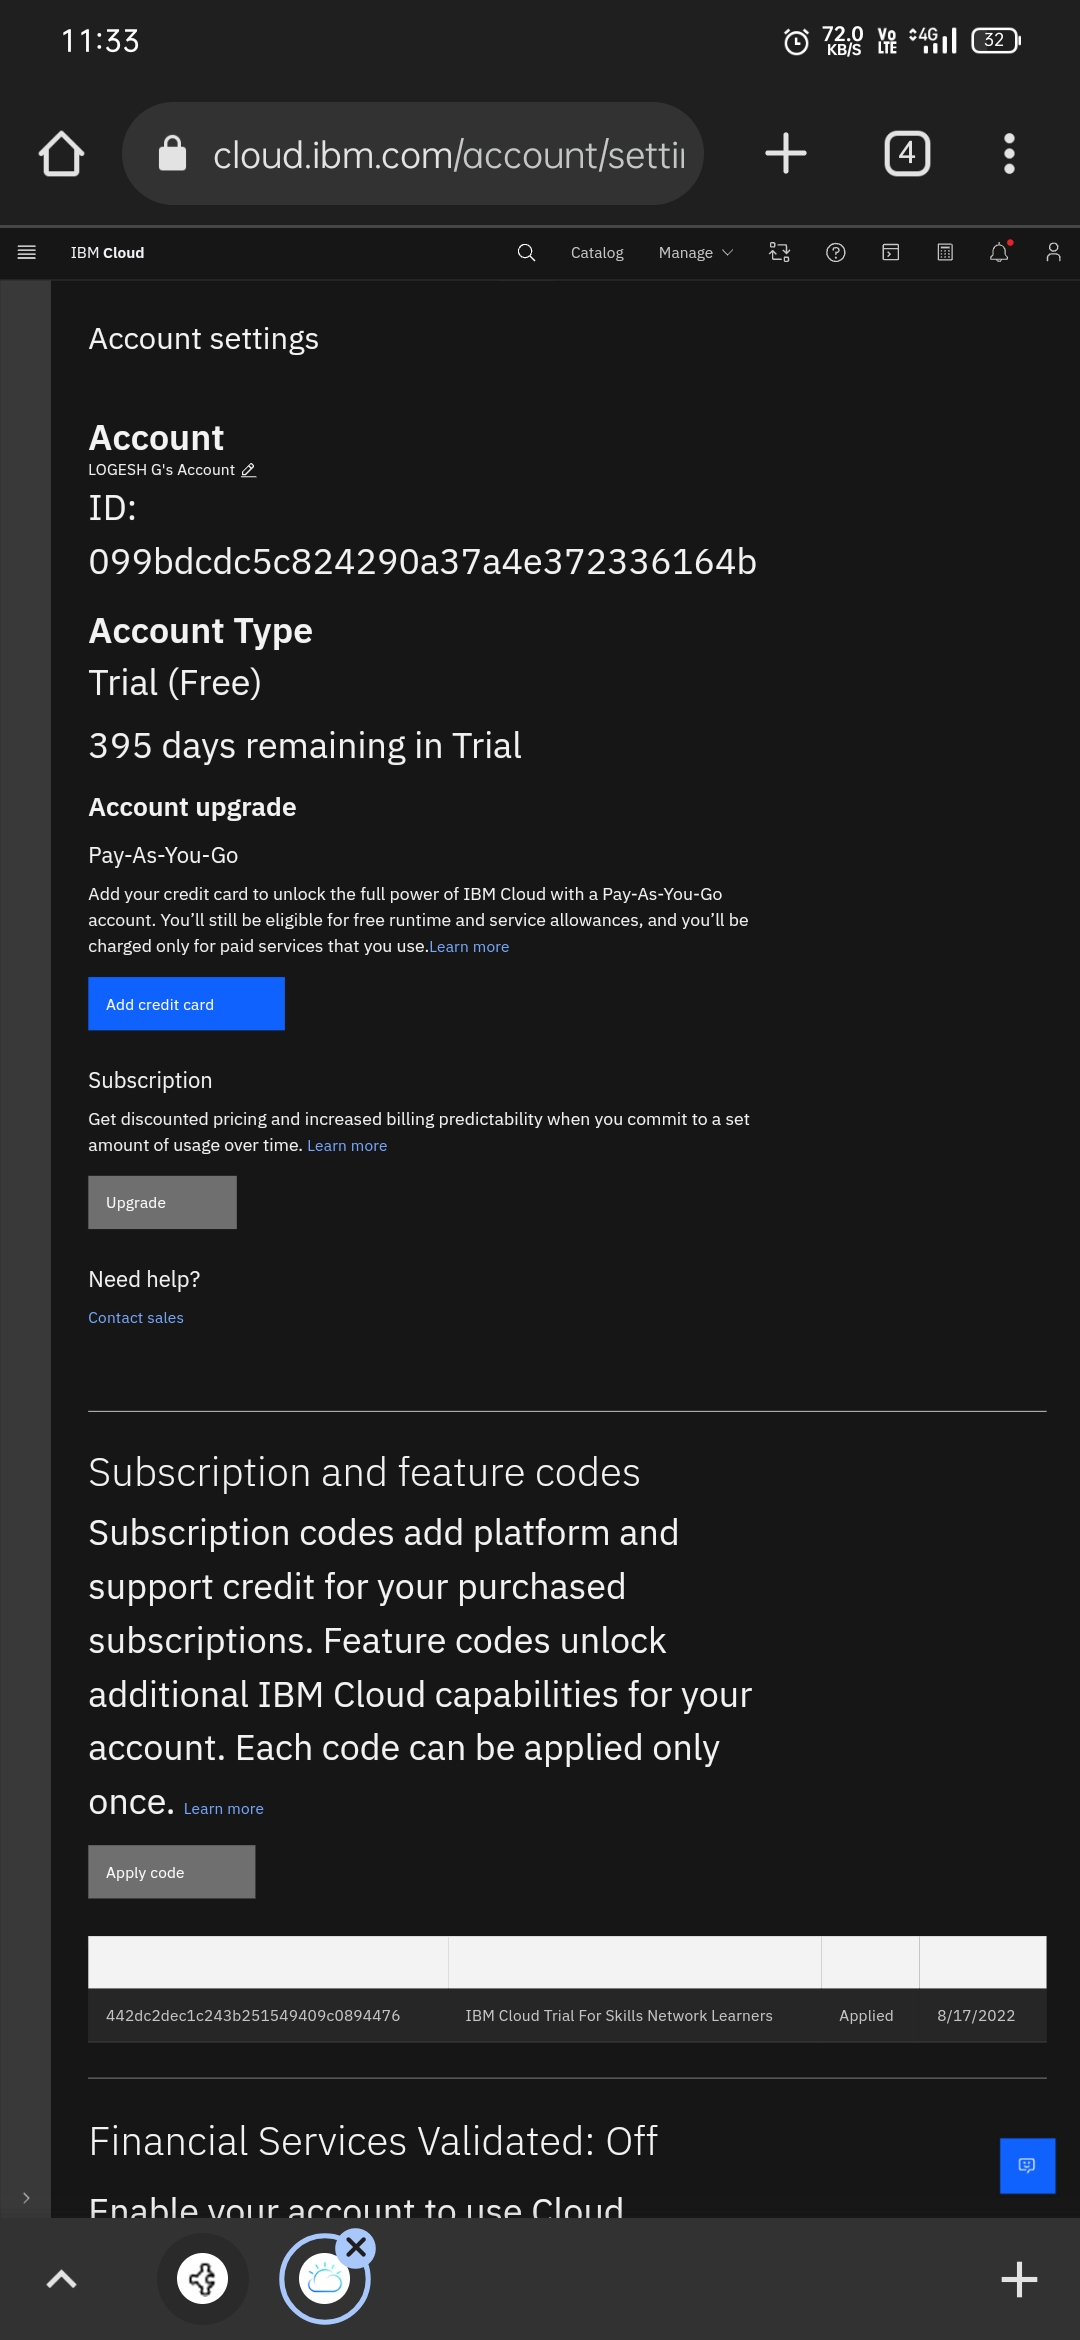 11:33
72.0 KB/S Vo LTE 4G 32
cloud.ibm.com/account/settin
4
IBM Cloud
Catalog
Manage
Account settings
Account
LOGESH G's Account
ID:
099bdcdc5c824290a37a4e372336164b
Account Type
Trial (Free)
395 days remaining in Trial
Account upgrade
Pay-As-You-Go
Add your credit card to unlock the full power of IBM Cloud with a Pay-As-You-Go
account. You’ll still be eligible for free runtime and service allowances, and you’ll be
charged only for paid services that you use.Learn more
Add credit card
Subscription
Get discounted pricing and increased billing predictability when you commit to a set
amount of usage over time. Learn more
Upgrade
Need help?
Contact sales
Subscription and feature codes
Subscription codes add platform and
support credit for your purchased
subscriptions. Feature codes unlock
additional IBM Cloud capabilities for your
account. Each code can be applied only
once. Learn more
Apply code
442dc2dec1c243b251549409c0894476 IBM Cloud Trial For Skills Network Learners Applied 8/17/2022
Financial Services Validated: Off
Enable your account to use Cloud